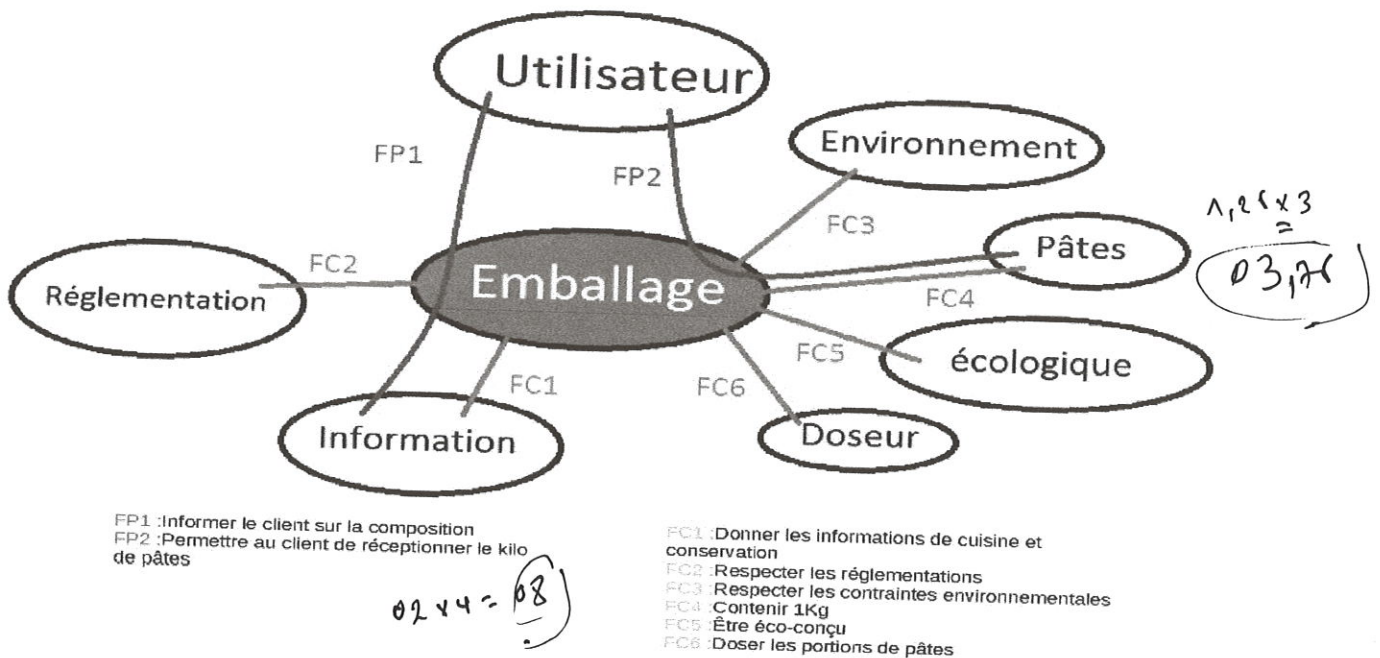 Utilisateur
FP1
FP2
Environnement
FC3
Pâtes
FC2
Réglementation
Emballage
FC4
FC5
écologique
FC1
FC6
Information
Doseur
03,75
FP1 :Informer le client sur la composition
FP2 :Permettre au client de réceptionner le kilo
de pâtes
02 x 4 = 08
FC1 :Donner les informations de cuisine et
conservation
FC2 :Respecter les réglementations
FC3 :Respecter les contraintes environnementales
FC4 :Contenir 1Kg
FC5 :Être éco-conçu
FC6 :Doser les portions de pâtes